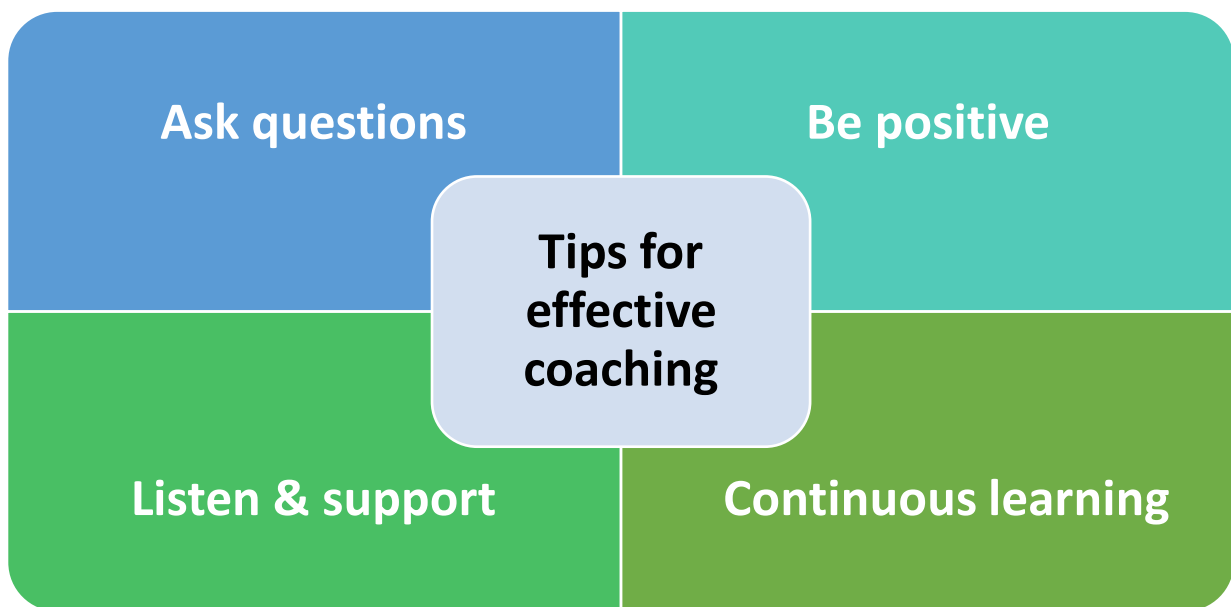 Ask questions
Be positive
Tips for
effective
coaching
Listen & support
Continuous learning